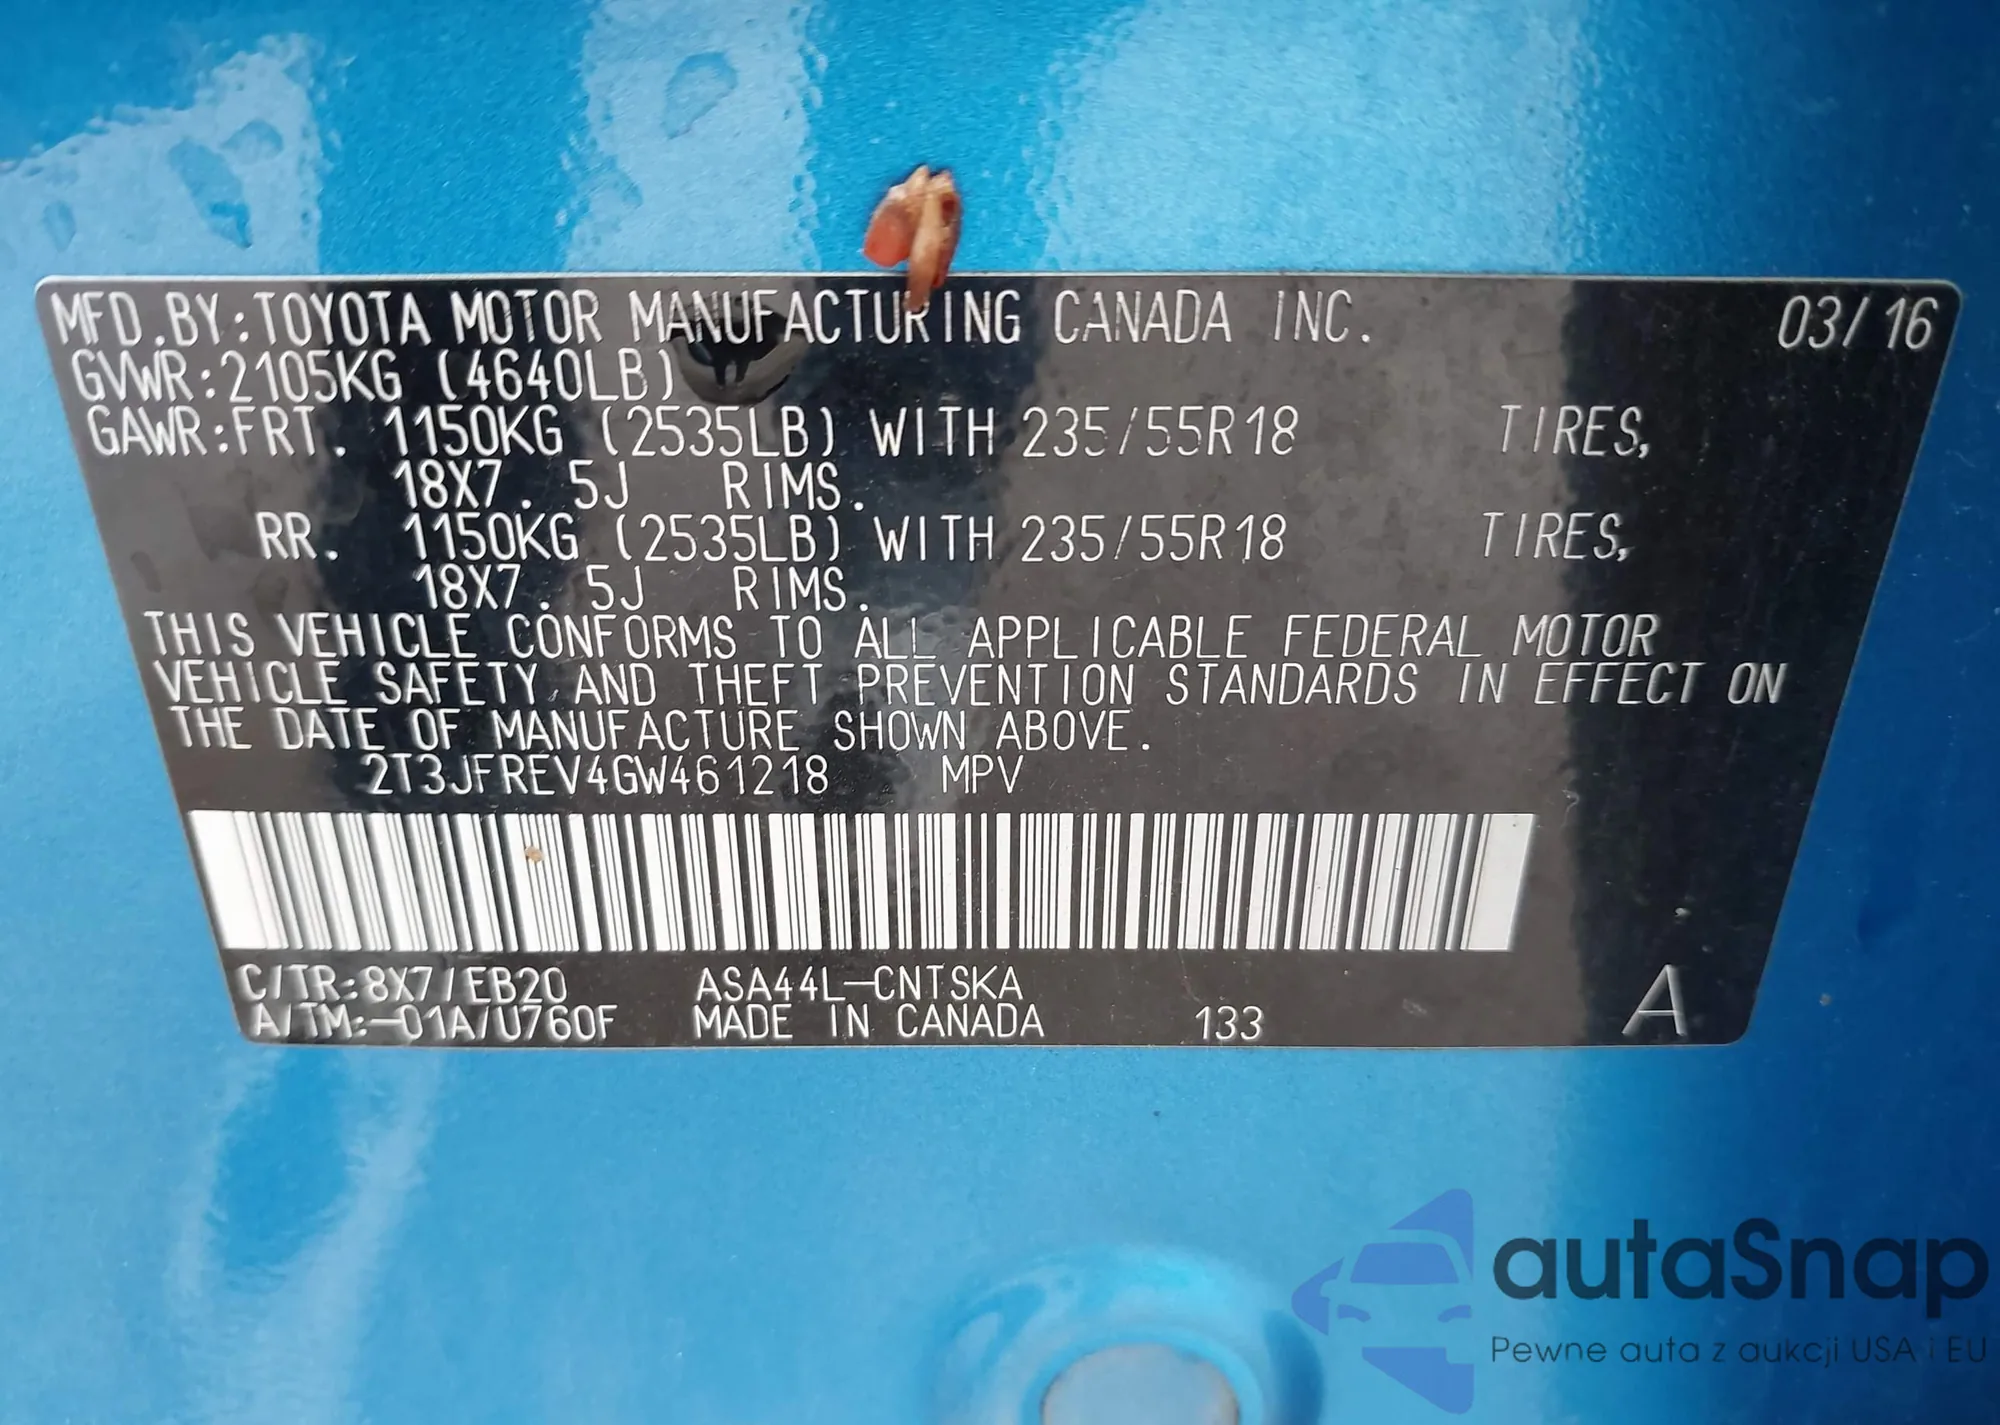 MFD.BY:TOYOTA MOTOR MANUFACTURING CANADA INC. 03/16
GVWR:2105KG (4640LB)
GAWR:FRT. 1150KG (2535LB) WITH 235/55R18 TIRES,
18X7.5J RIMS.
RR. 1150KG (2535LB) WITH 235/55R18 TIRES,
18X7.5J RIMS.
THIS VEHICLE CONFORMS TO ALL APPLICABLE FEDERAL MOTOR
VEHICLE SAFETY AND THEFT PREVENTION STANDARDS IN EFFECT ON
THE DATE OF MANUFACTURE SHOWN ABOVE.
2T3JFREV4GW461218 MPV
C/TR:8X7/EB20 ASA44L-CNTSKA
A/TM:-01A/U760F MADE IN CANADA 133 A
autaSnap
Pewne auta z aukcji USA i EU